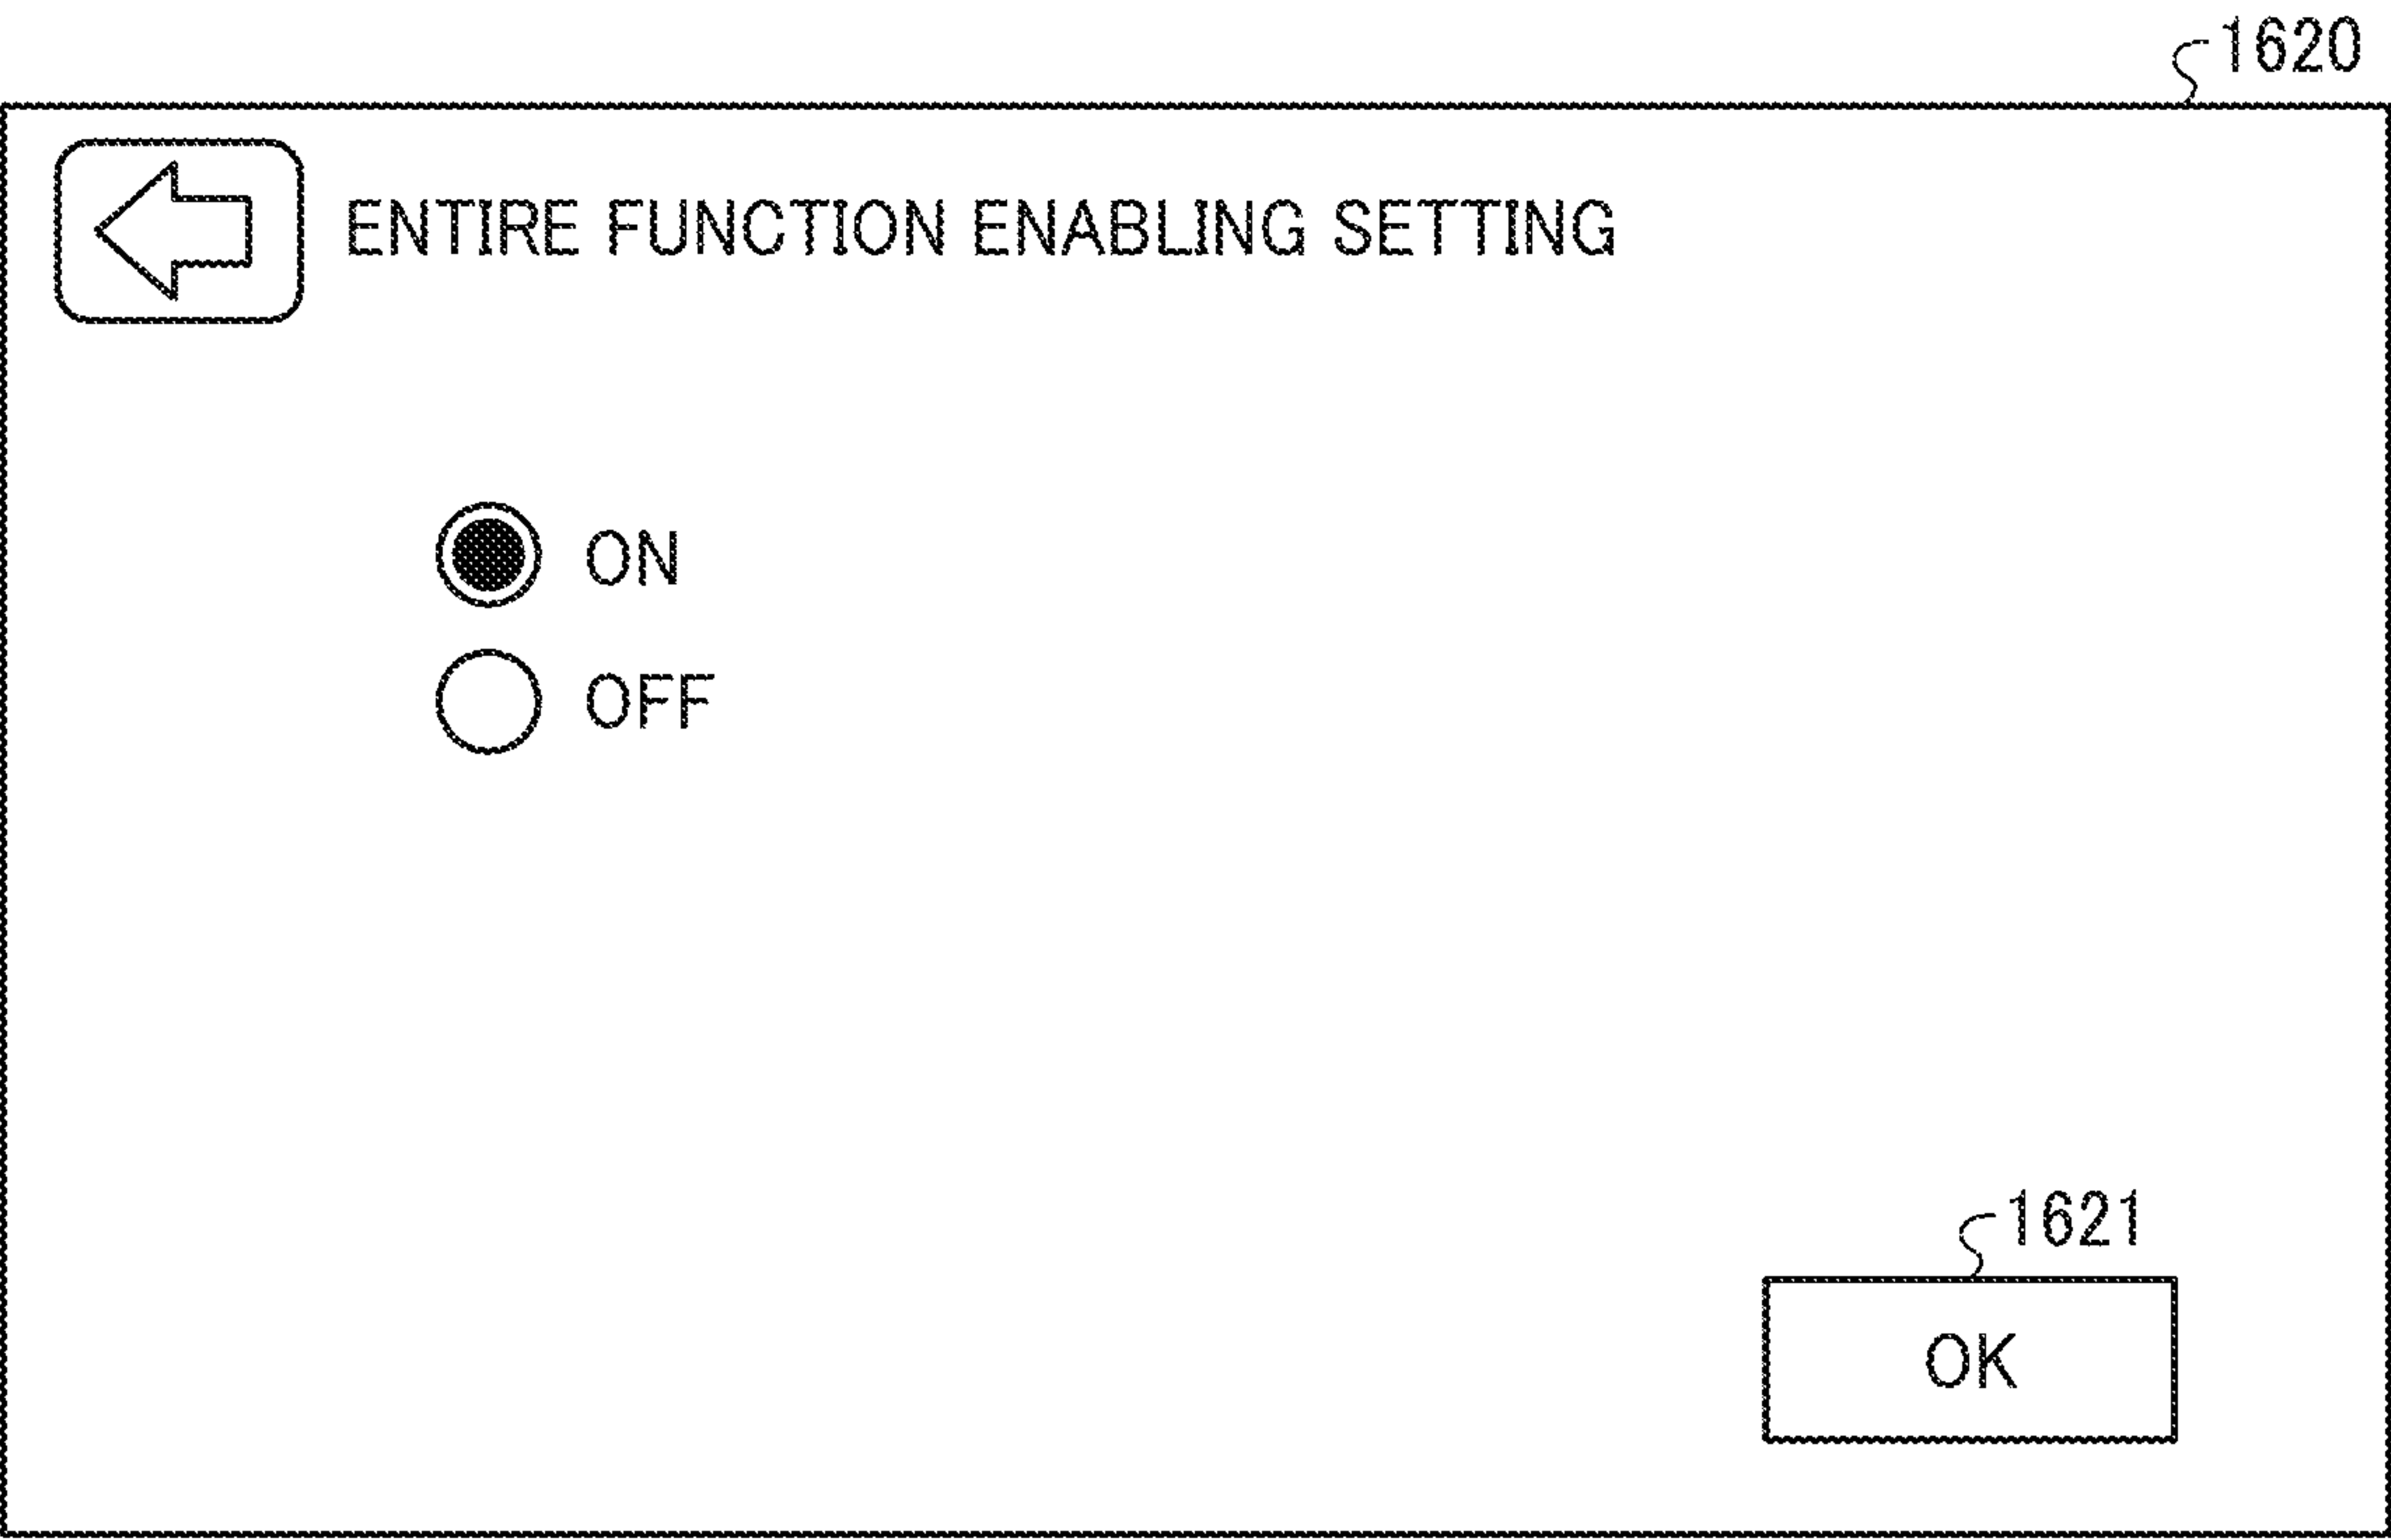 1620
ENTIRE FUNCTION ENABLING SETTING
ON
OFF
1621
OK